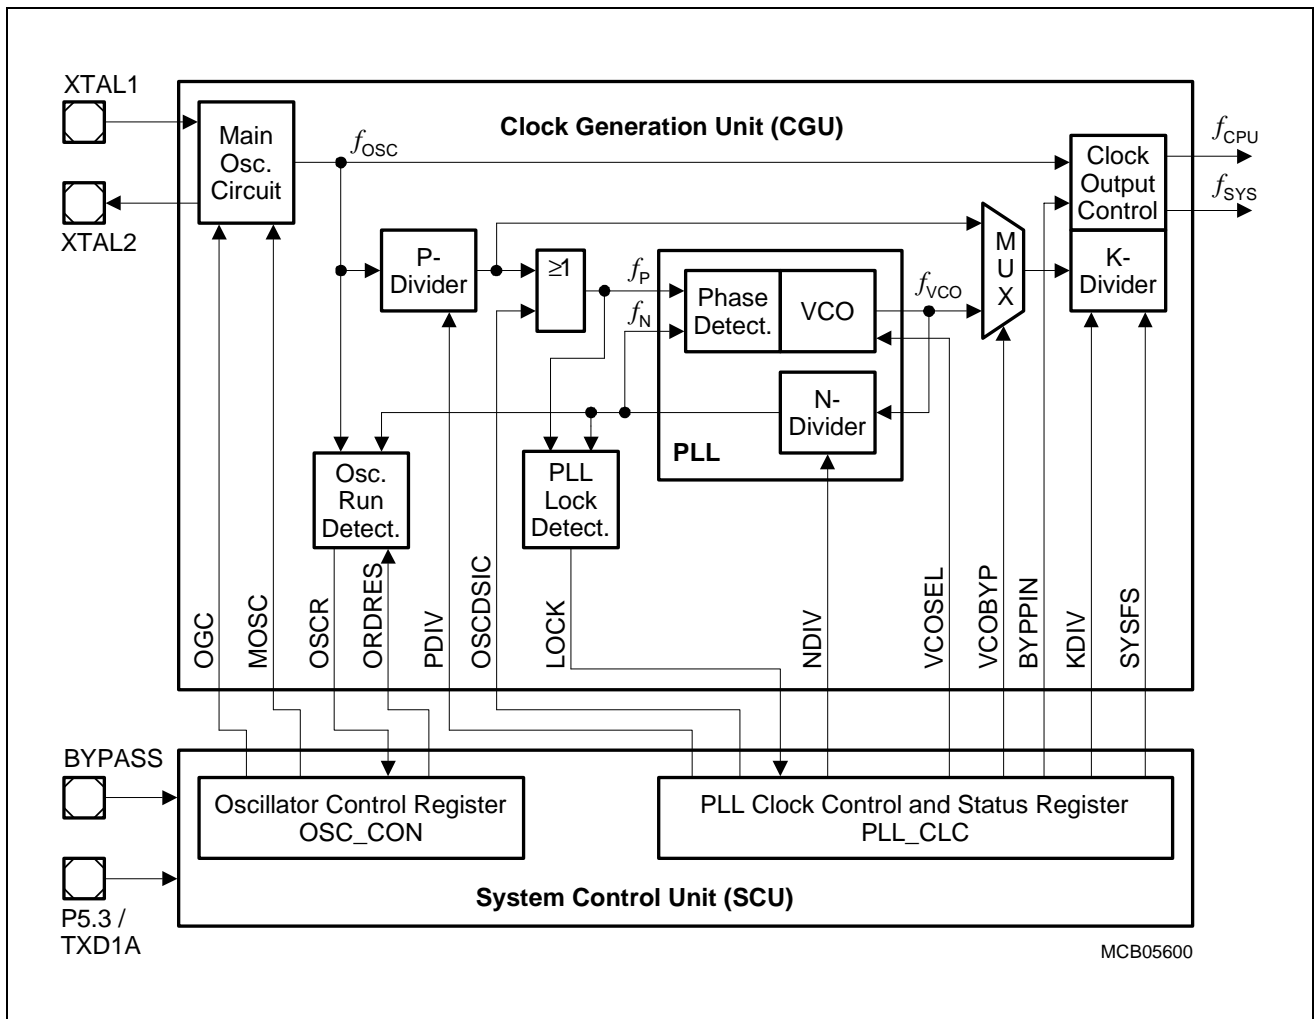 XTAL1
XTAL2
Clock Generation Unit (CGU)
Main
Osc.
Circuit
fOSC
Clock
Output
Control
fCPU
fSYS
P-
Divider
≥1
fP
fN
Phase
Detect.
VCO
fVCO
M
U
X
K-
Divider
N-
Divider
PLL
Osc.
Run
Detect.
PLL
Lock
Detect.
OGC
MOSC
OSCR
ORDRES
PDIV
OSCDSIC
LOCK
NDIV
VCOSEL
VCOBYP
BYPPIN
KDIV
SYSFS
BYPASS
P5.3 /
TXD1A
Oscillator Control Register
OSC_CON
PLL Clock Control and Status Register
PLL_CLC
System Control Unit (SCU)
MCB05600